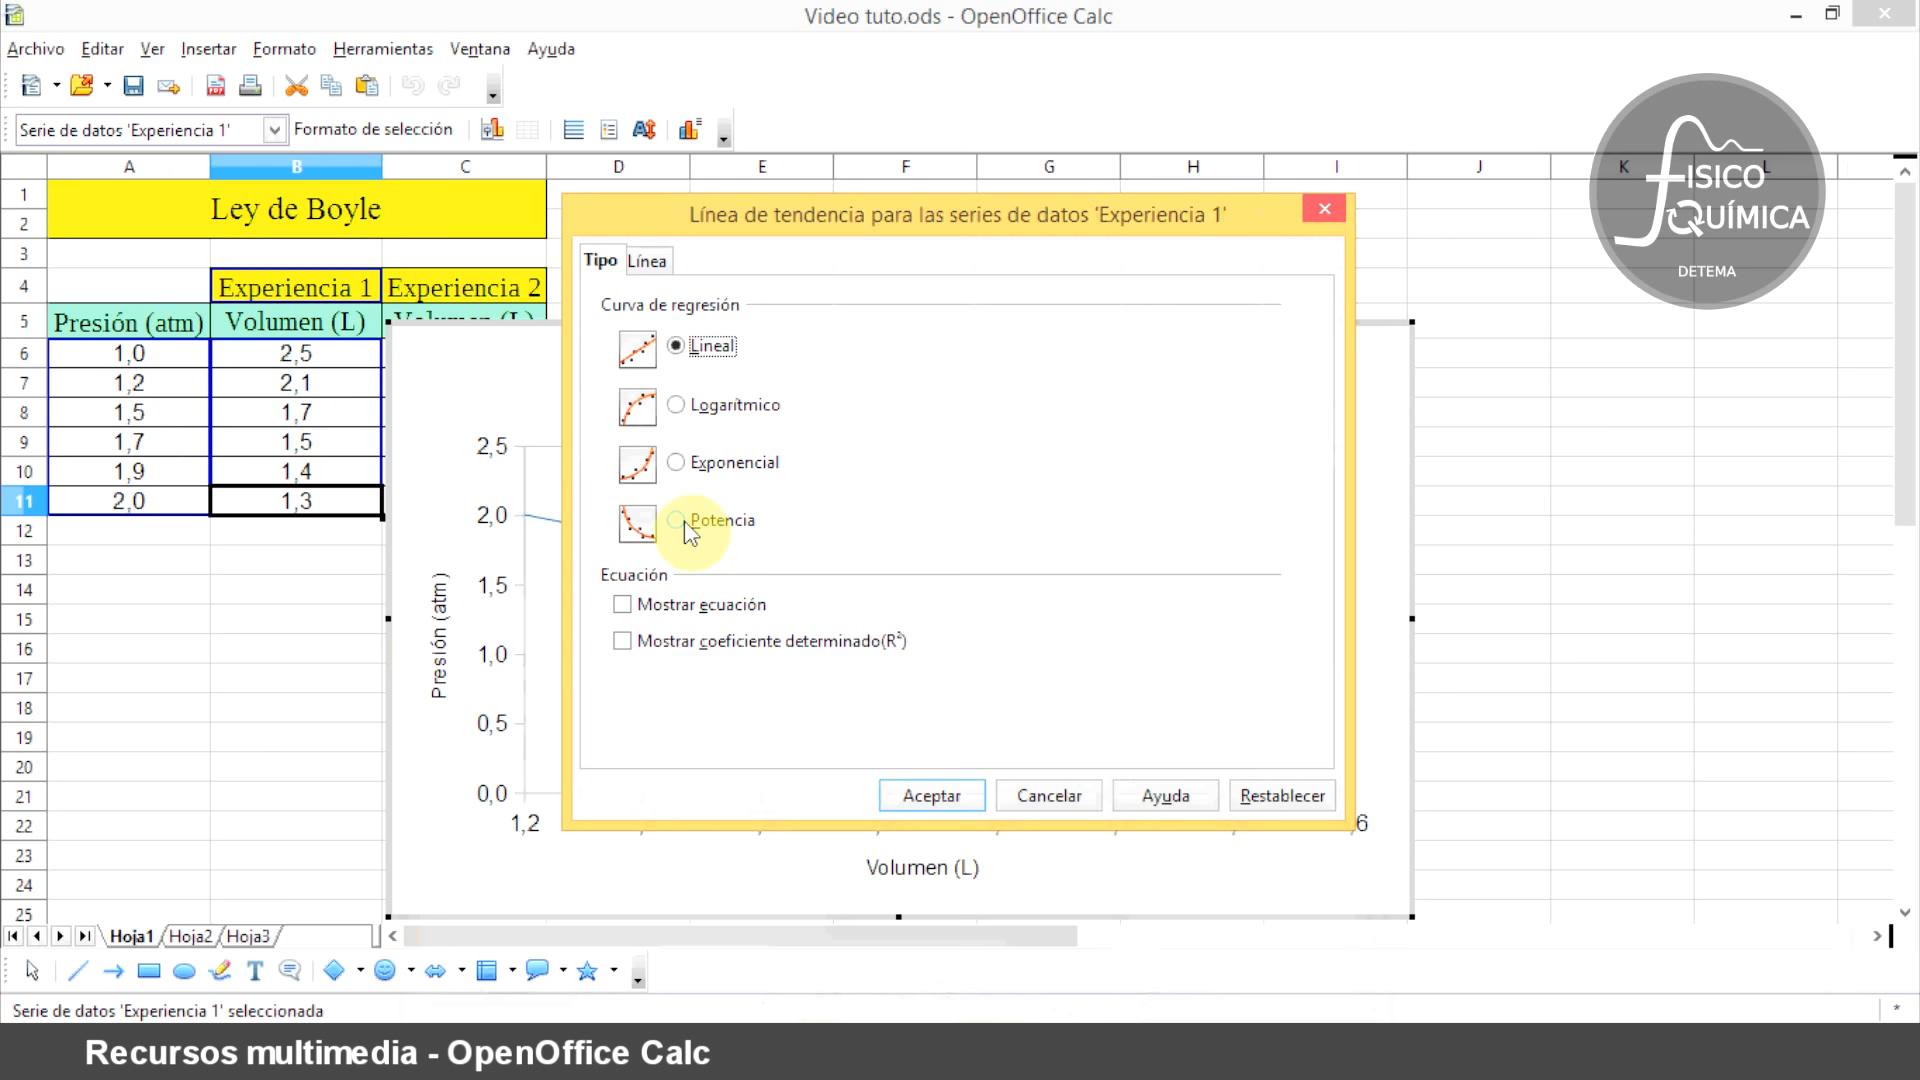 Video tuto.ods - OpenOffice Calc
Archivo Editar Ver Insertar Formato Herramientas Ventana Ayuda
Serie de datos 'Experiencia 1' Formato de selección
A B C D E F G H I J K L
1 Ley de Boyle
2
3
4 Experiencia 1 Experiencia 2
5 Presión (atm) Volumen (L) Volumen (L)
6 1,0 2,5
7 1,2 2,1
8 1,5 1,7
9 1,7 1,5
10 1,9 1,4
11 2,0 1,3
12
13
14
15
16
17
18
19
20
21
22
23
24
25
FISICO
QUÍMICA
DETEMA
Línea de tendencia para las series de datos 'Experiencia 1'
Tipo Línea
Curva de regresión
Lineal
Logarítmico
Exponencial
Potencia
Ecuación
Mostrar ecuación
Mostrar coeficiente determinado(R²)
Aceptar Cancelar Ayuda Restablecer
2,5
2,0
1,5
1,0
0,5
0,0
Presión (atm)
1,2 6
Volumen (L)
Hoja1 Hoja2 Hoja3
Serie de datos 'Experiencia 1' seleccionada *
Recursos multimedia - OpenOffice Calc